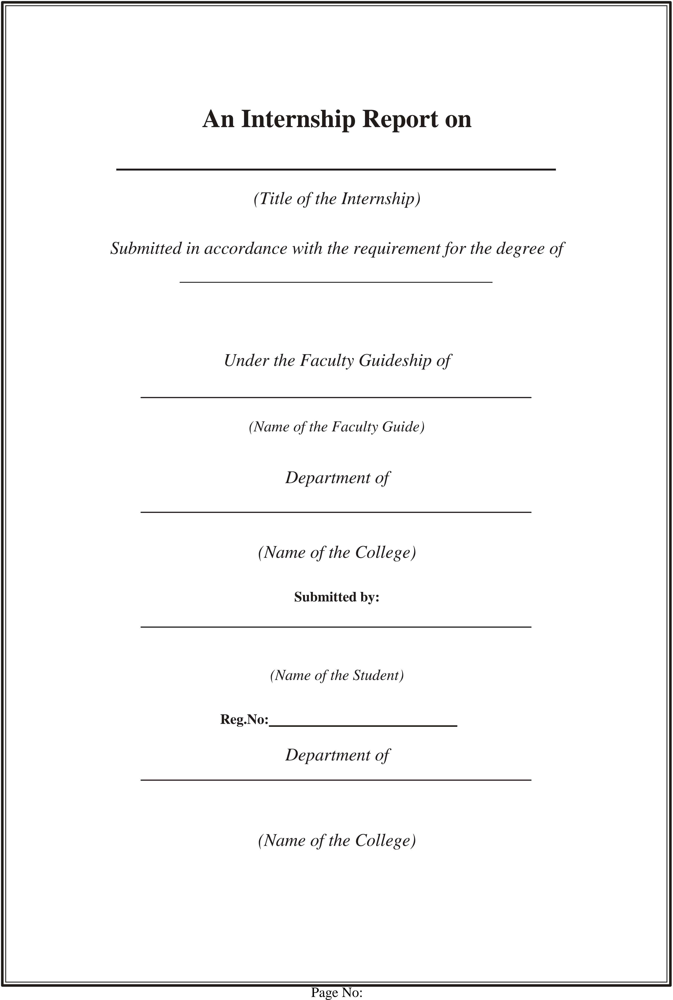 An Internship Report on
(Title of the Internship)
Submitted in accordance with the requirement for the degree of
Under the Faculty Guideship of
(Name of the Faculty Guide)
Department of
(Name of the College)
Submitted by:
(Name of the Student)
Reg.No:
Department of
(Name of the College)
Page No: